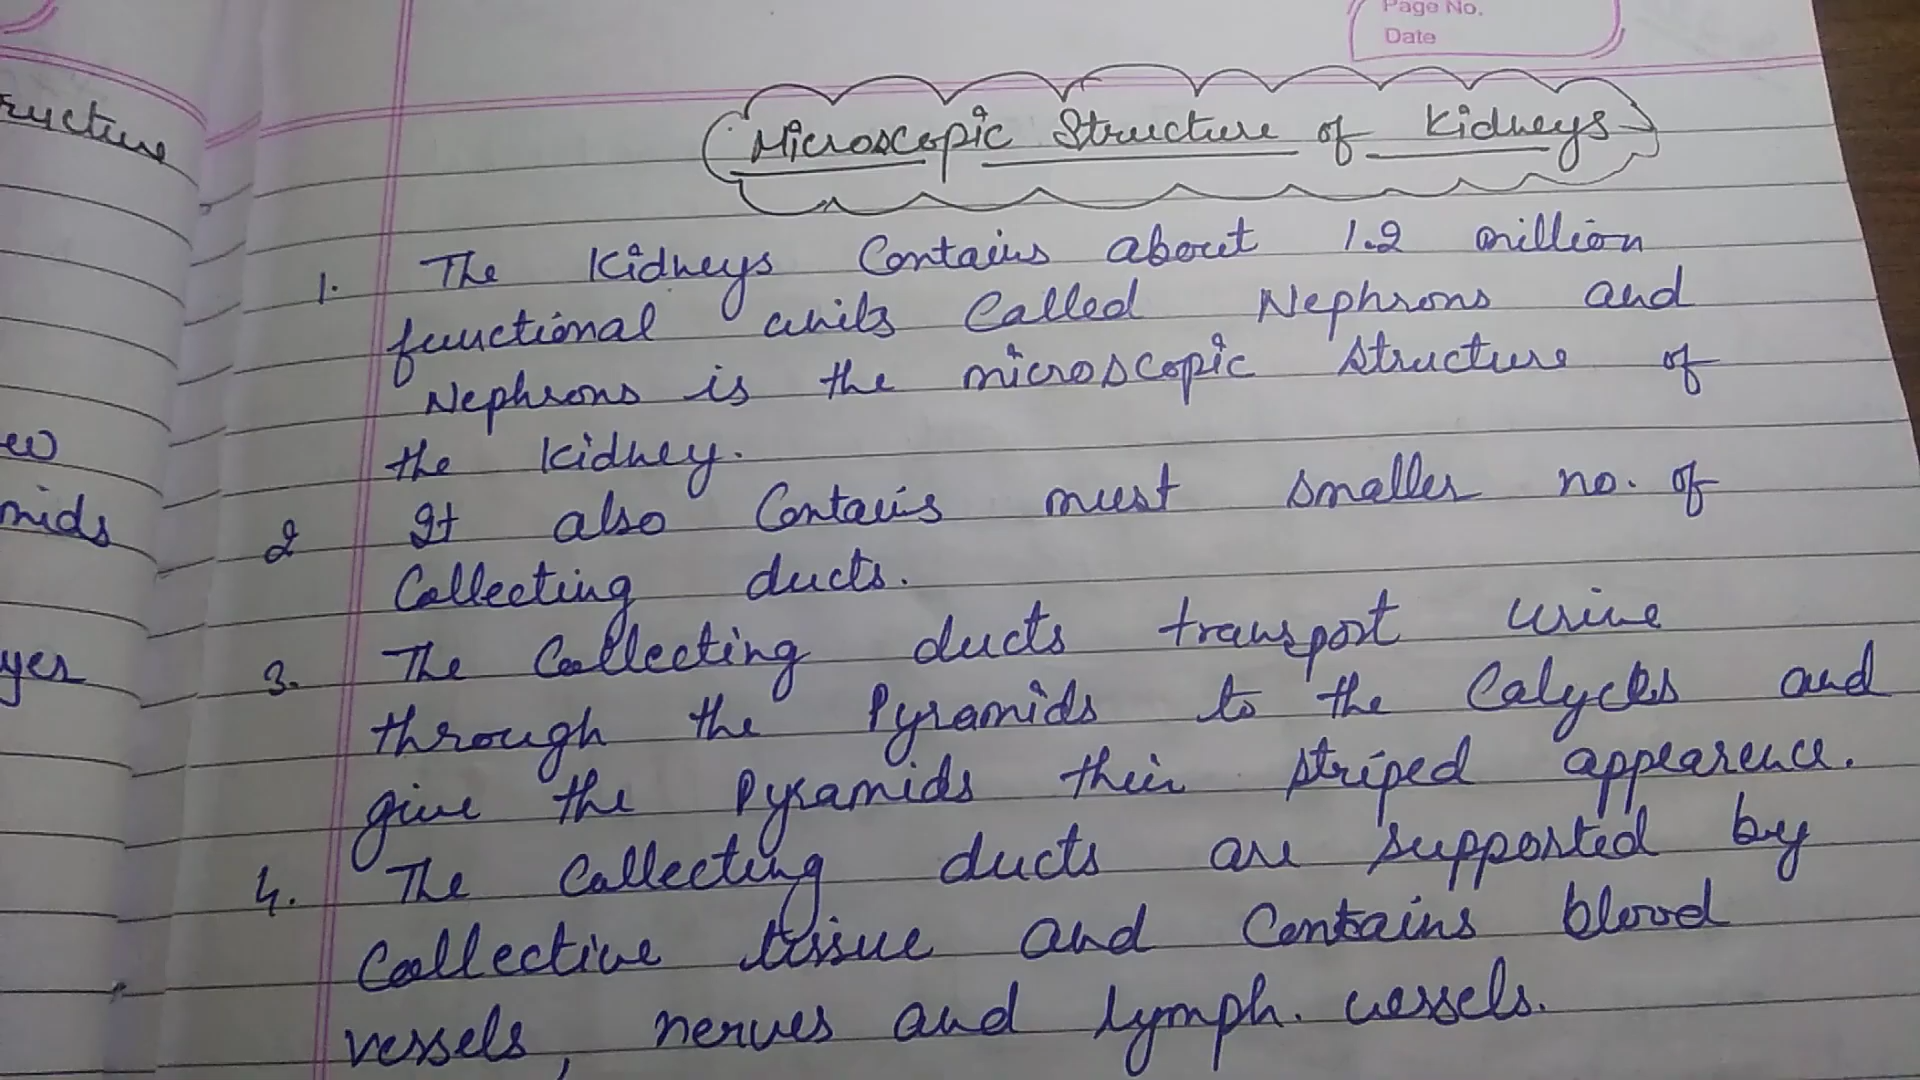 Page No.
Date
ructure
Microscopic Structure of Kidneys
1. The Kidneys Contains about 1.2 million
functional units Called Nephrons and
Nephrons is the microscopic structure of
the kidney.
ew
2 It also Contains must smaller no. of
nids
Collecting ducts.
3. The Collecting ducts transport urine
yes
through the Pyramids to the Calyces and
give the Pyramids their striped appearence.
4. The Collecting ducts are supported by
Collective tissue and Contains blood
vessels, nerves and lymph. vessels.